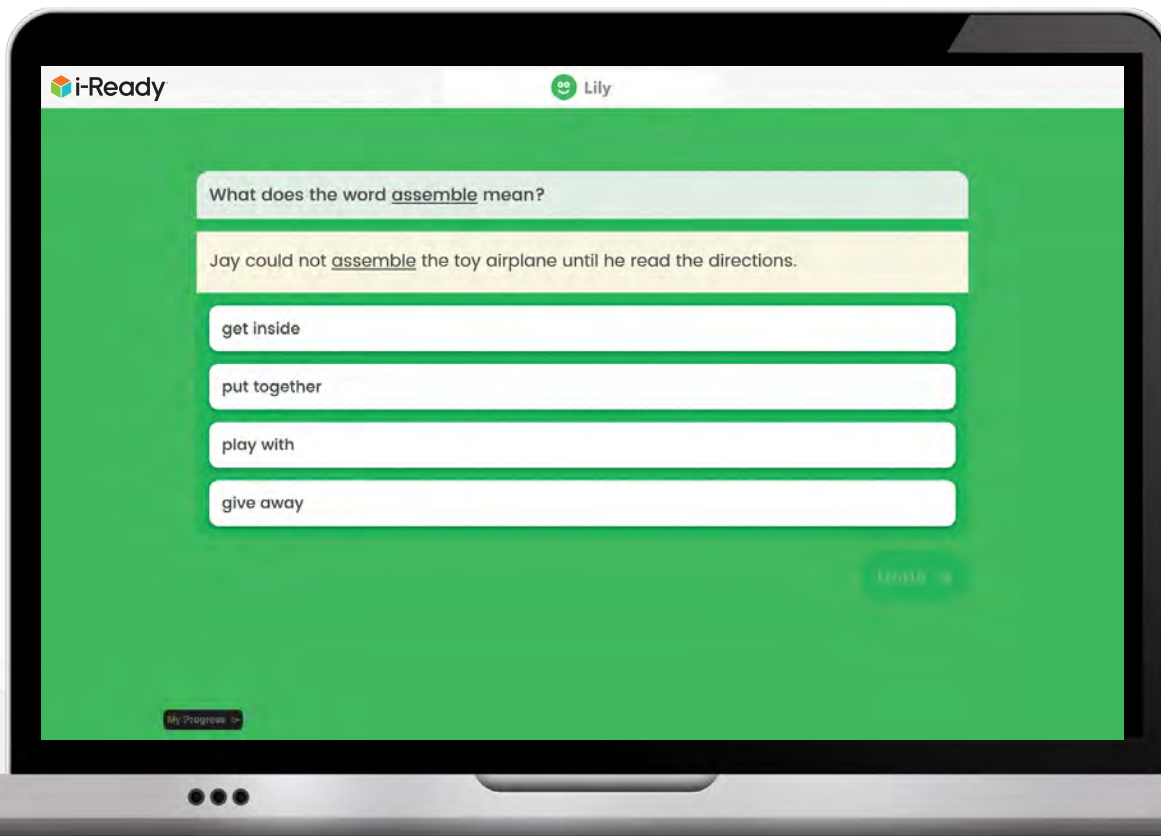 i-Ready
Lily
What does the word assemble mean?
Jay could not assemble the toy airplane until he read the directions.
get inside
put together
play with
give away
My Progress